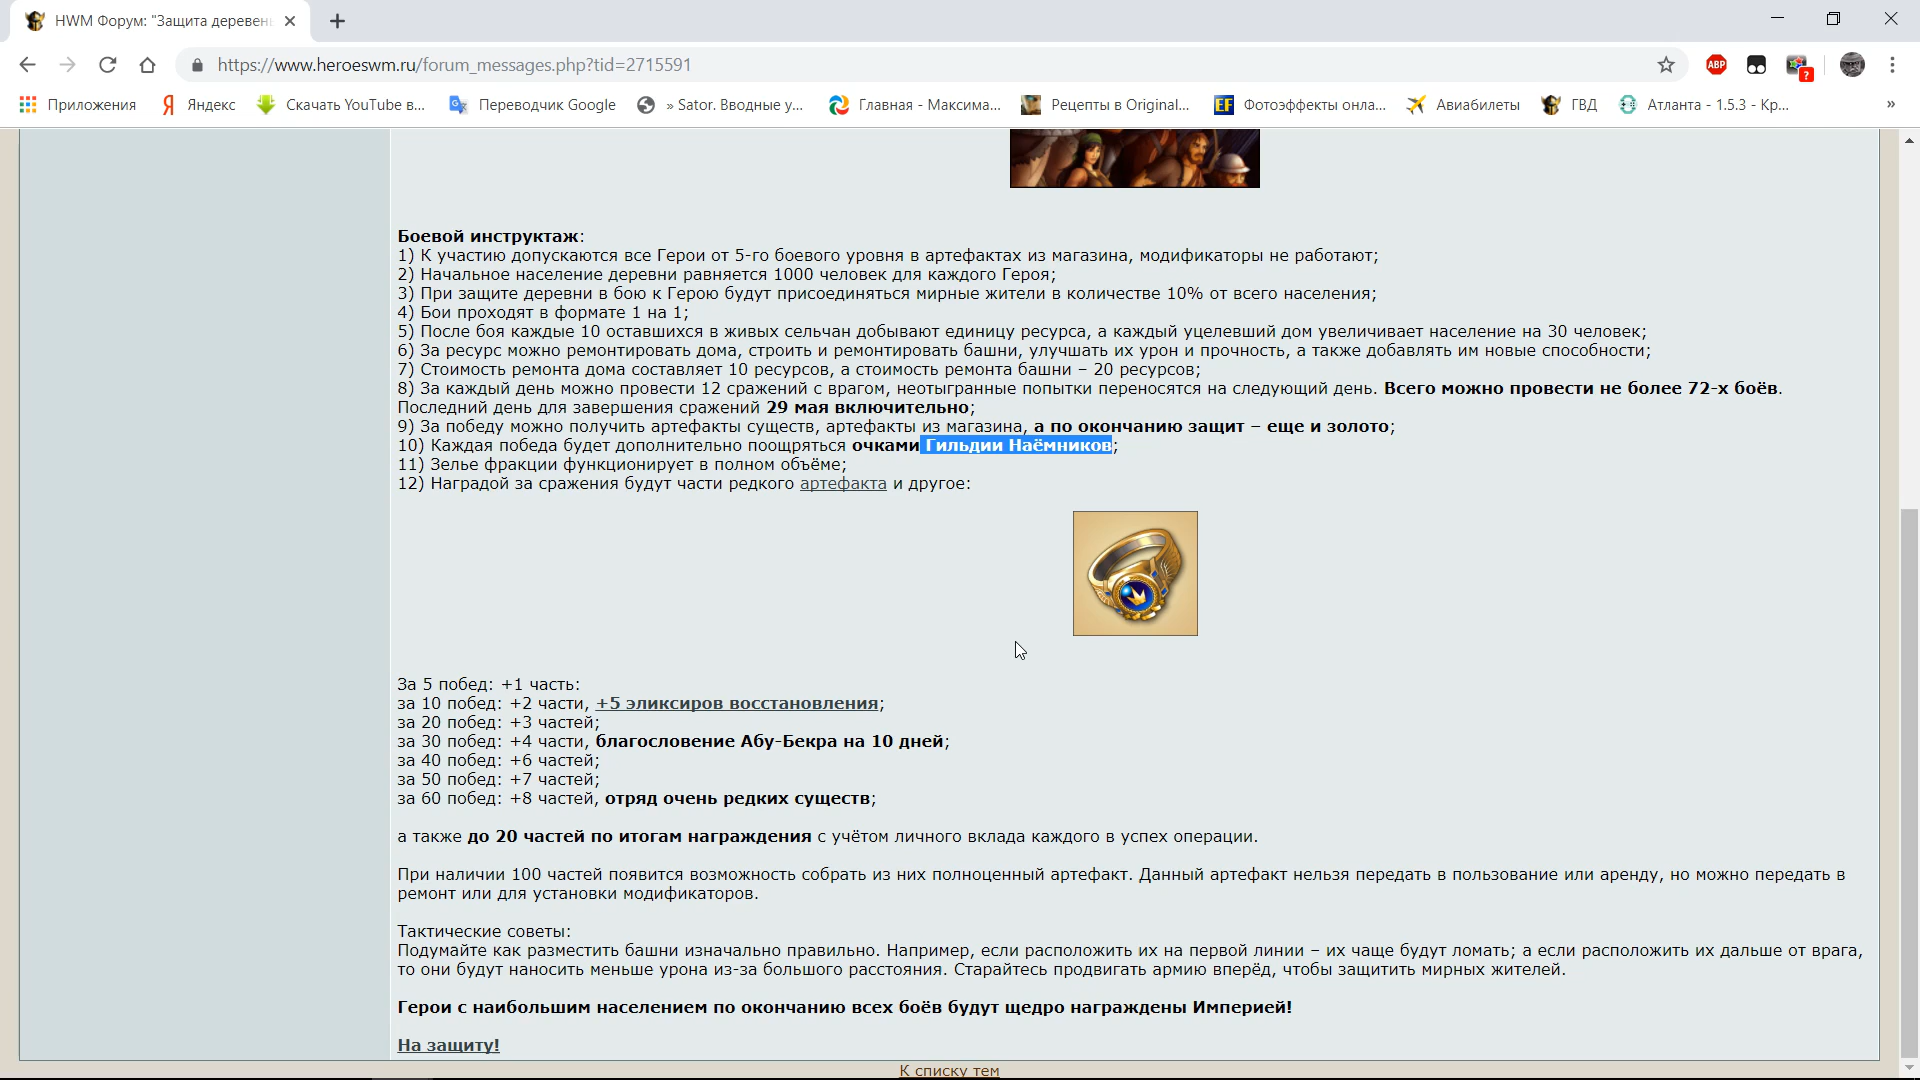 HWM Форум: "Защита деревень
https://www.heroeswm.ru/forum_messages.php?tid=2715591
ABP
?
Приложения
Я Яндекс
Скачать YouTube в...
Переводчик Google
» Sator. Вводные у...
Главная - Максима...
Рецепты в Original...
EF Фотоэффекты онла...
Авиабилеты
ГВД
Атланта - 1.5.3 - Кр...
»
Боевой инструктаж:
1) К участию допускаются все Герои от 5-го боевого уровня в артефактах из магазина, модификаторы не работают;
2) Начальное население деревни равняется 1000 человек для каждого Героя;
3) При защите деревни в бою к Герою будут присоединяться мирные жители в количестве 10% от всего населения;
4) Бои проходят в формате 1 на 1;
5) После боя каждые 10 оставшихся в живых сельчан добывают единицу ресурса, а каждый уцелевший дом увеличивает население на 30 человек;
6) За ресурс можно ремонтировать дома, строить и ремонтировать башни, улучшать их урон и прочность, а также добавлять им новые способности;
7) Стоимость ремонта дома составляет 10 ресурсов, а стоимость ремонта башни – 20 ресурсов;
8) За каждый день можно провести 12 сражений с врагом, неотыгранные попытки переносятся на следующий день. Всего можно провести не более 72-х боёв.
Последний день для завершения сражений 29 мая включительно;
9) За победу можно получить артефакты существ, артефакты из магазина, а по окончанию защит – еще и золото;
10) Каждая победа будет дополнительно поощряться очками Гильдии Наёмников;
11) Зелье фракции функционирует в полном объёме;
12) Наградой за сражения будут части редкого артефакта и другое:
За 5 побед: +1 часть:
за 10 побед: +2 части, +5 эликсиров восстановления;
за 20 побед: +3 частей;
за 30 побед: +4 части, благословение Абу-Бекра на 10 дней;
за 40 побед: +6 частей;
за 50 побед: +7 частей;
за 60 побед: +8 частей, отряд очень редких существ;
а также до 20 частей по итогам награждения с учётом личного вклада каждого в успех операции.
При наличии 100 частей появится возможность собрать из них полноценный артефакт. Данный артефакт нельзя передать в пользование или аренду, но можно передать в
ремонт или для установки модификаторов.
Тактические советы:
Подумайте как разместить башни изначально правильно. Например, если расположить их на первой линии – их чаще будут ломать; а если расположить их дальше от врага,
то они будут наносить меньше урона из-за большого расстояния. Старайтесь продвигать армию вперёд, чтобы защитить мирных жителей.
Герои с наибольшим населением по окончанию всех боёв будут щедро награждены Империей!
На защиту!
К списку тем